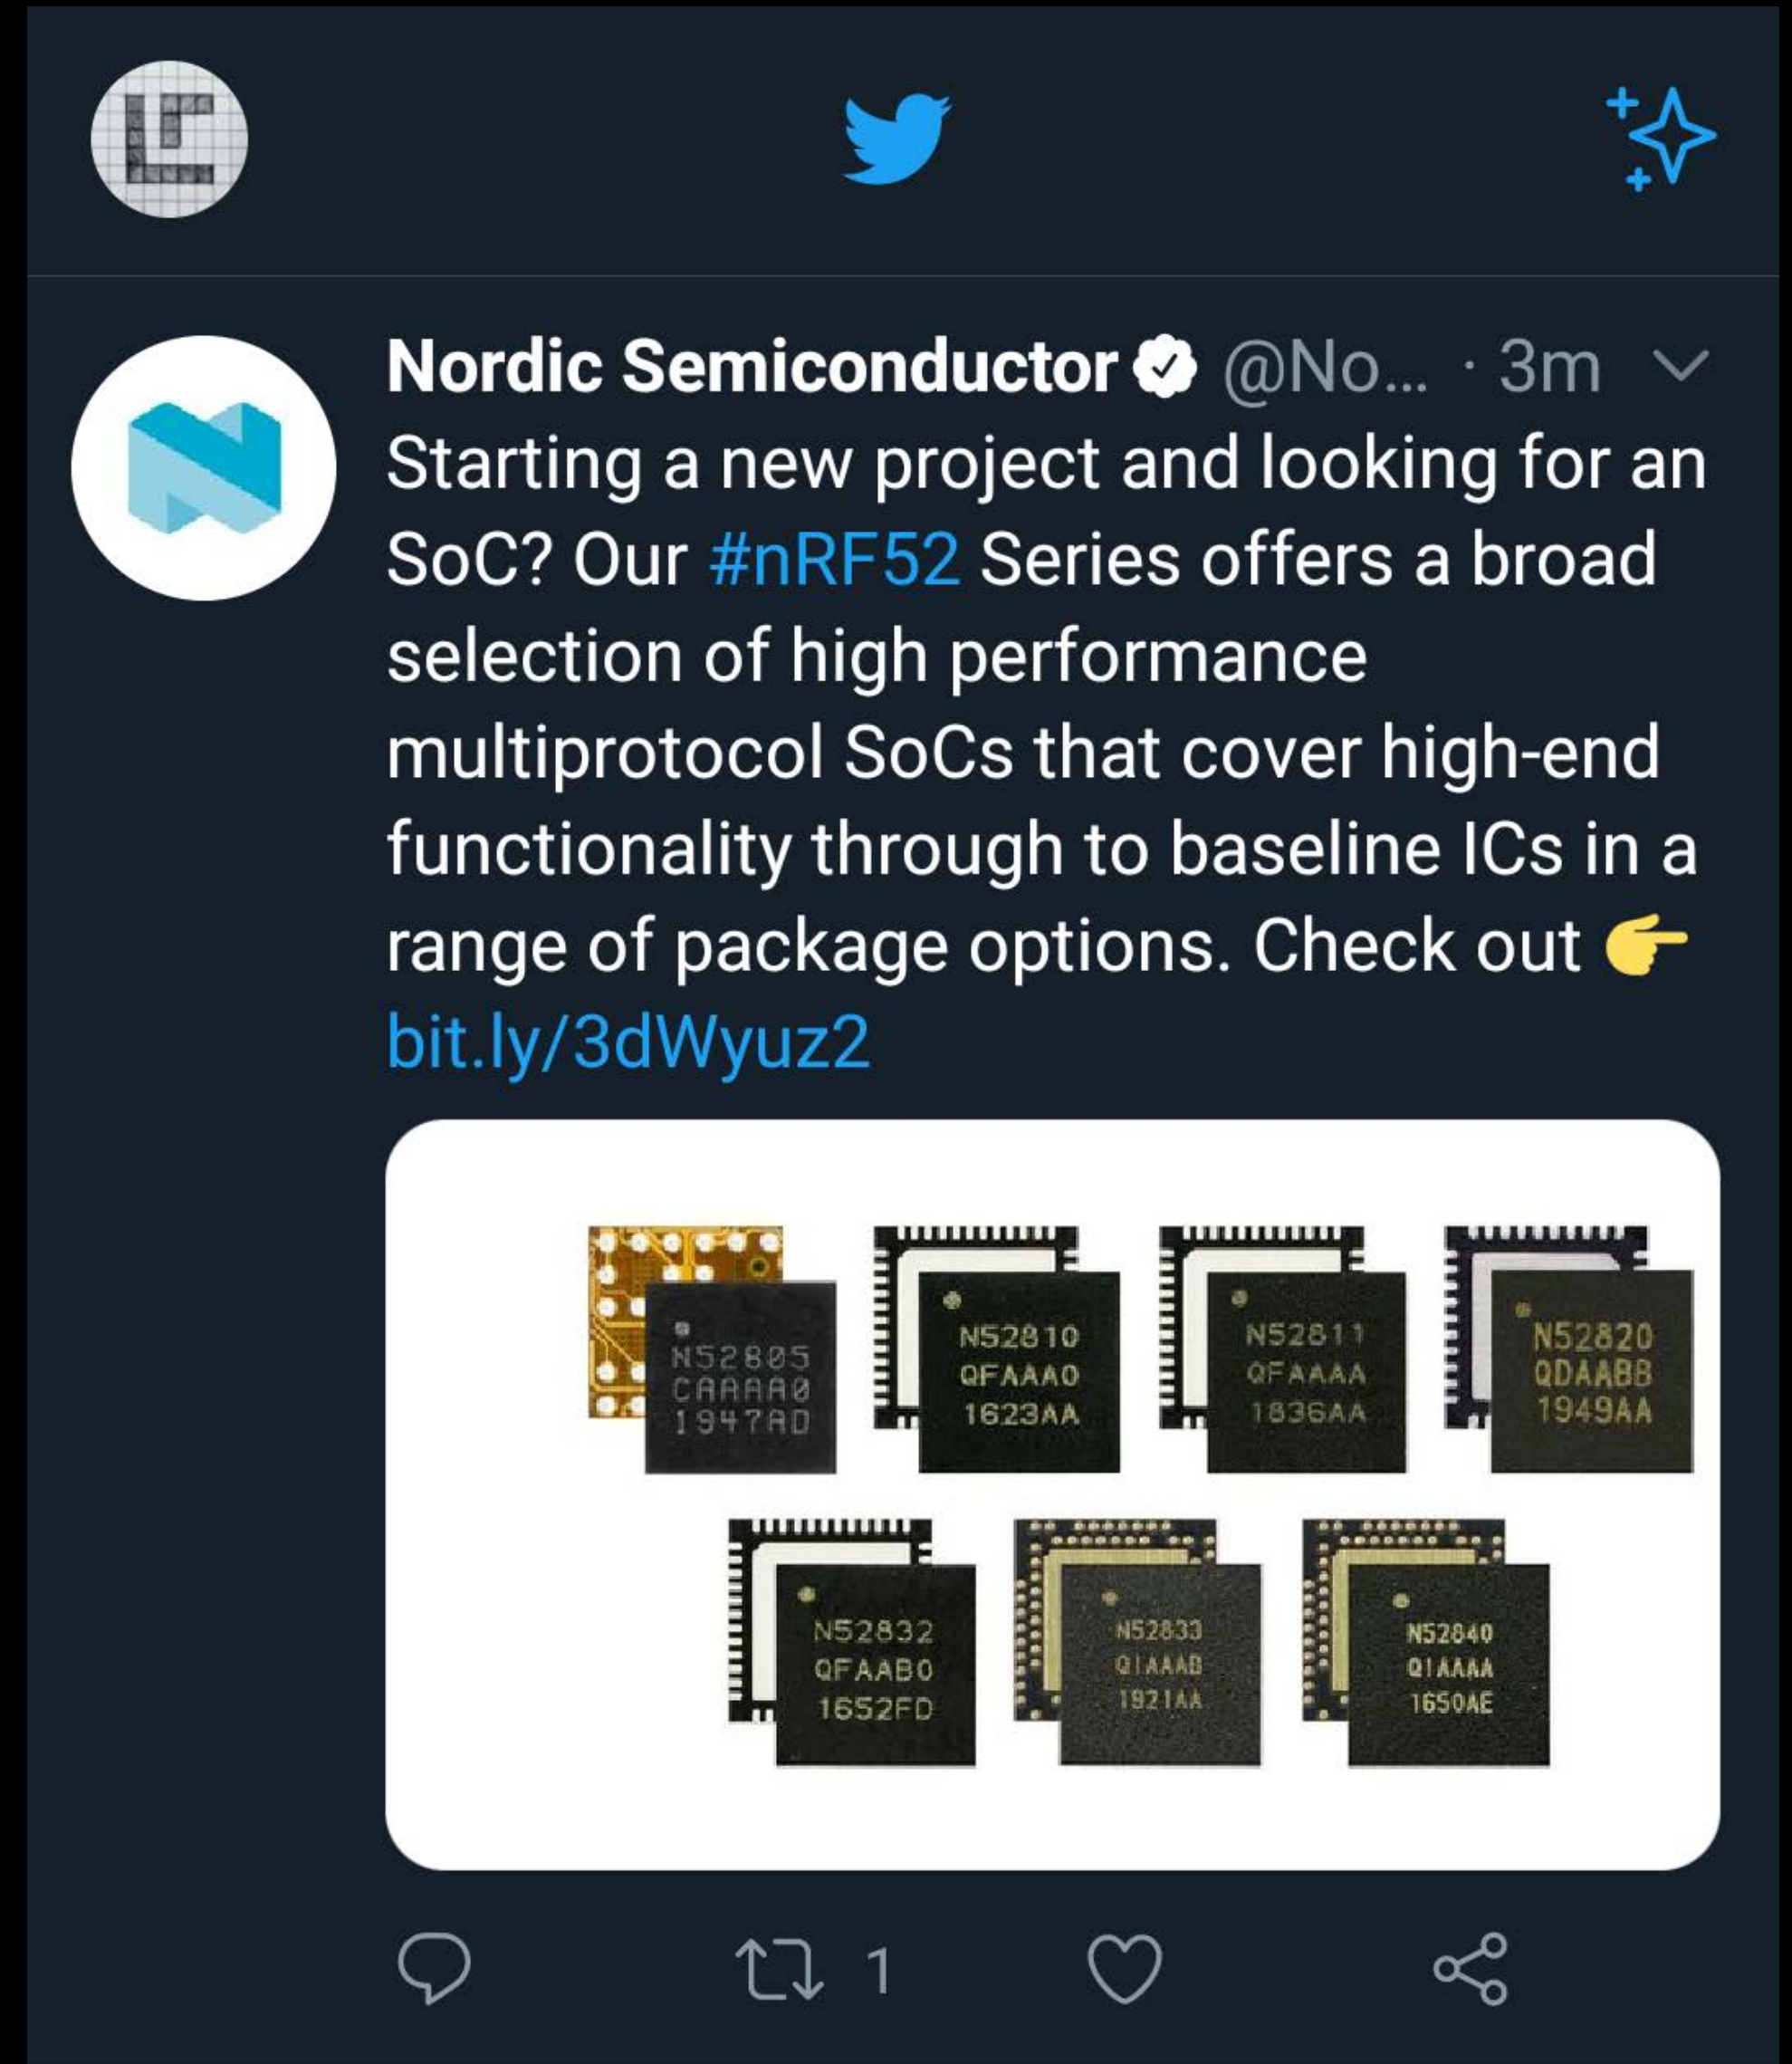 Nordic Semiconductor @No... · 3m
Starting a new project and looking for an
SoC? Our #nRF52 Series offers a broad
selection of high performance
multiprotocol SoCs that cover high-end
functionality through to baseline ICs in a
range of package options. Check out 👉
bit.ly/3dWyuz2
N52805
CAAAA0
1947AD
N52810
QFAAA0
1623AA
N52811
QFAAAA
1836AA
N52820
QDAABB
1949AA
N52832
QFAAB0
1652FD
N52833
QIAAAB
1921AA
N52840
QIAAAA
1650AE
1